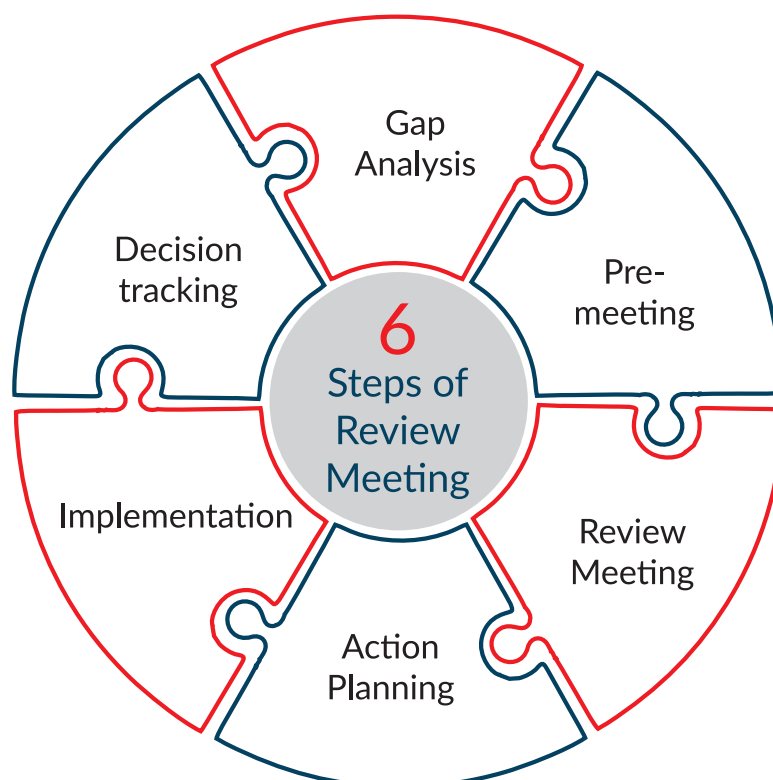 Gap
Analysis
Pre-
meeting
Review
Meeting
Action
Planning
Implementation
Decision
tracking
6
Steps of
Review
Meeting